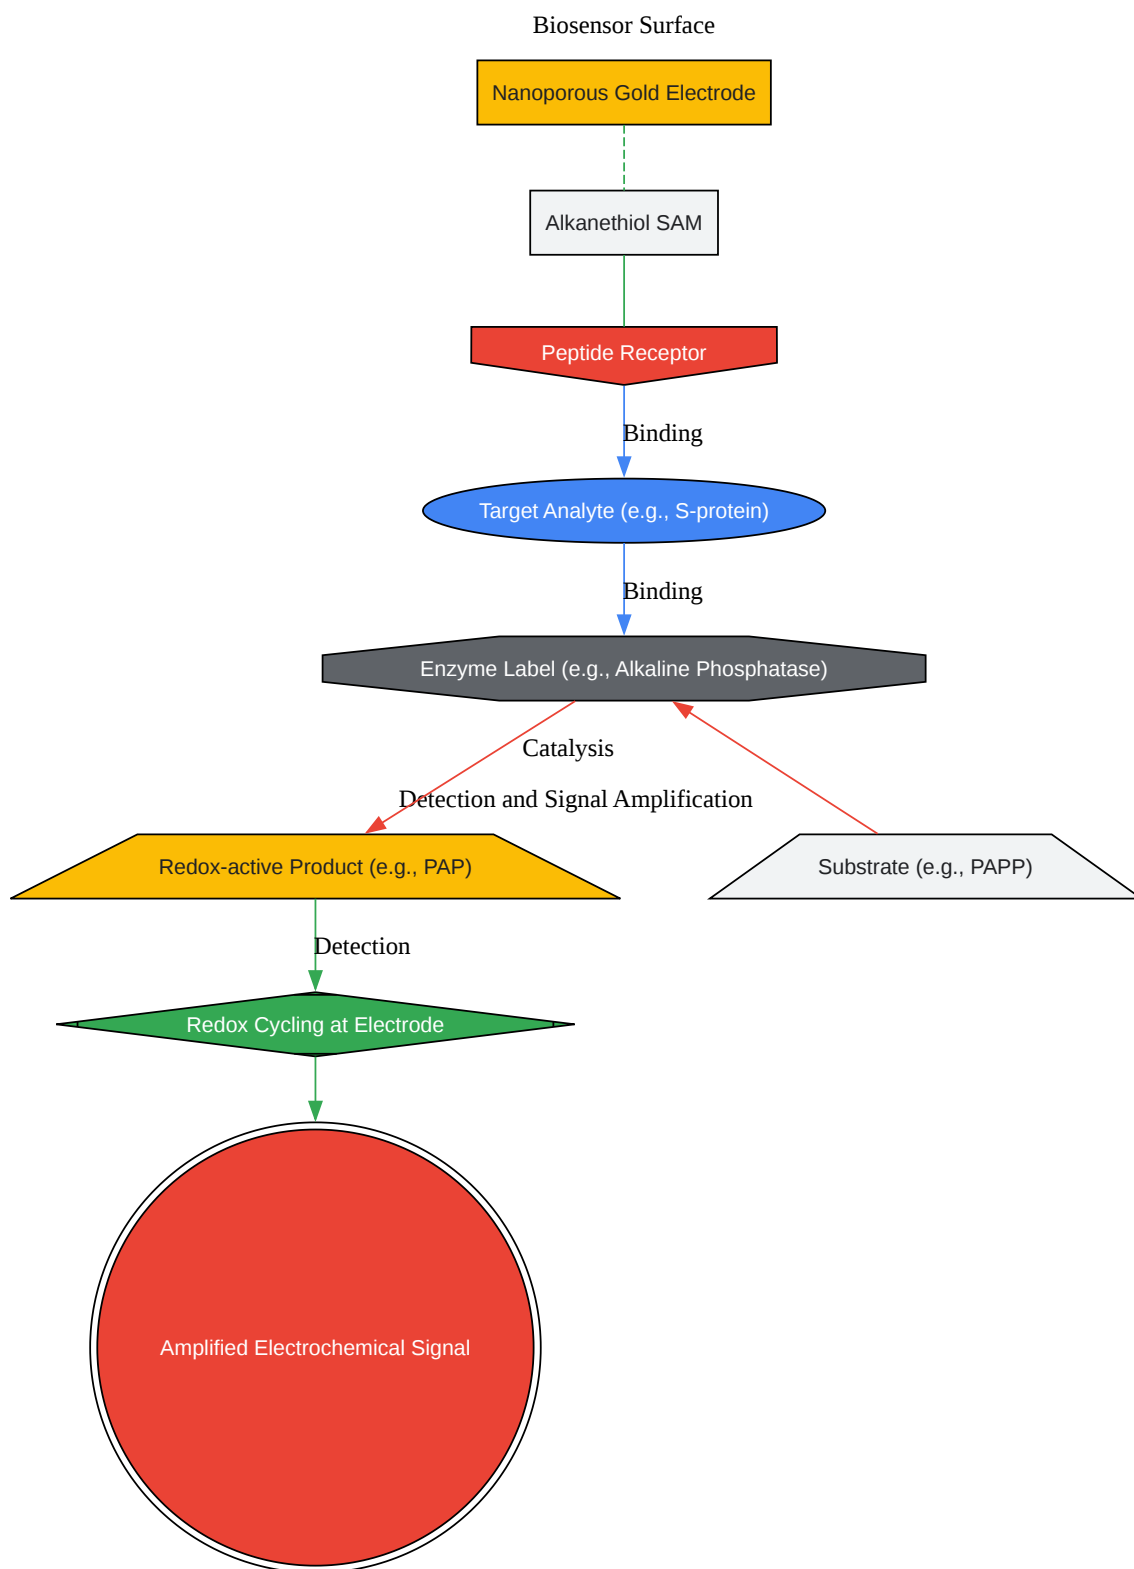 Biosensor Surface
Nanoporous Gold Electrode
Alkanethiol SAM
Peptide Receptor
Binding
Target Analyte (e.g., S-protein)
Binding
Enzyme Label (e.g., Alkaline Phosphatase)
Catalysis
Detection and Signal Amplification
Redox-active Product (e.g., PAP)
Substrate (e.g., PAPP)
Detection
Redox Cycling at Electrode
Amplified Electrochemical Signal